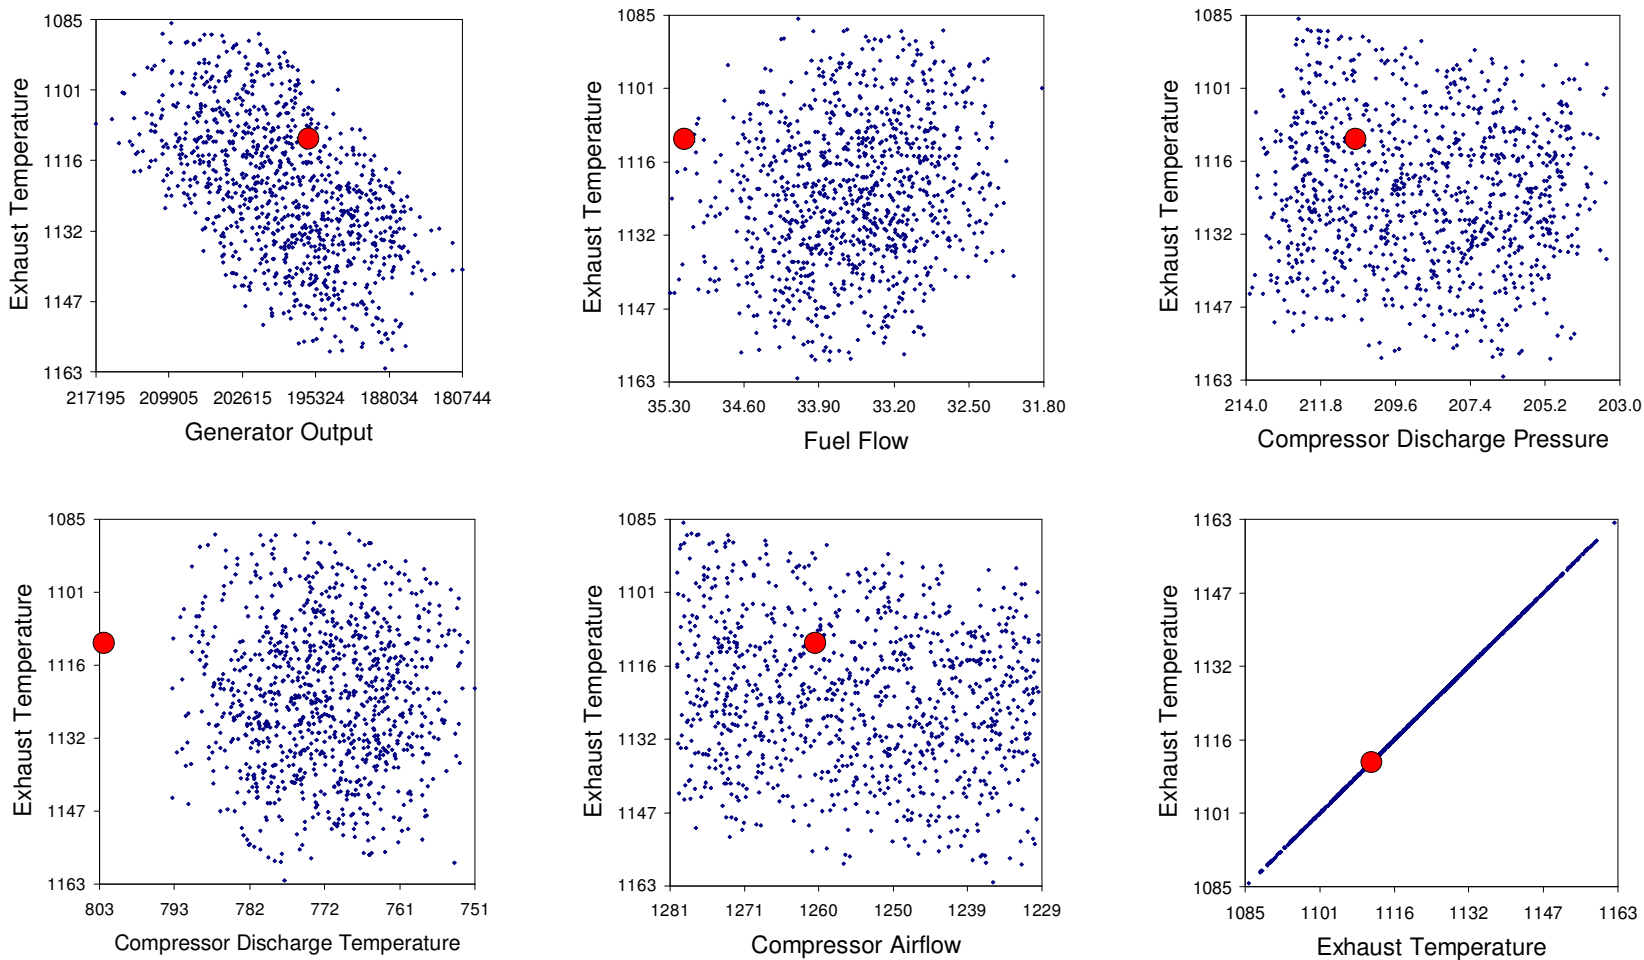 1085
1101
1116
1132
1147
1163
Exhaust Temperature
217195 209905 202615 195324 188034 180744
Generator Output
1085
1101
1116
1132
1147
1163
Exhaust Temperature
35.30 34.60 33.90 33.20 32.50 31.80
Fuel Flow
1085
1101
1116
1132
1147
1163
Exhaust Temperature
214.0 211.8 209.6 207.4 205.2 203.0
Compressor Discharge Pressure
1085
1101
1116
1132
1147
1163
Exhaust Temperature
803 793 782 772 761 751
Compressor Discharge Temperature
1085
1101
1116
1132
1147
1163
Exhaust Temperature
1281 1271 1260 1250 1239 1229
Compressor Airflow
1163
1147
1132
1116
1101
1085
Exhaust Temperature
1085 1101 1116 1132 1147 1163
Exhaust Temperature